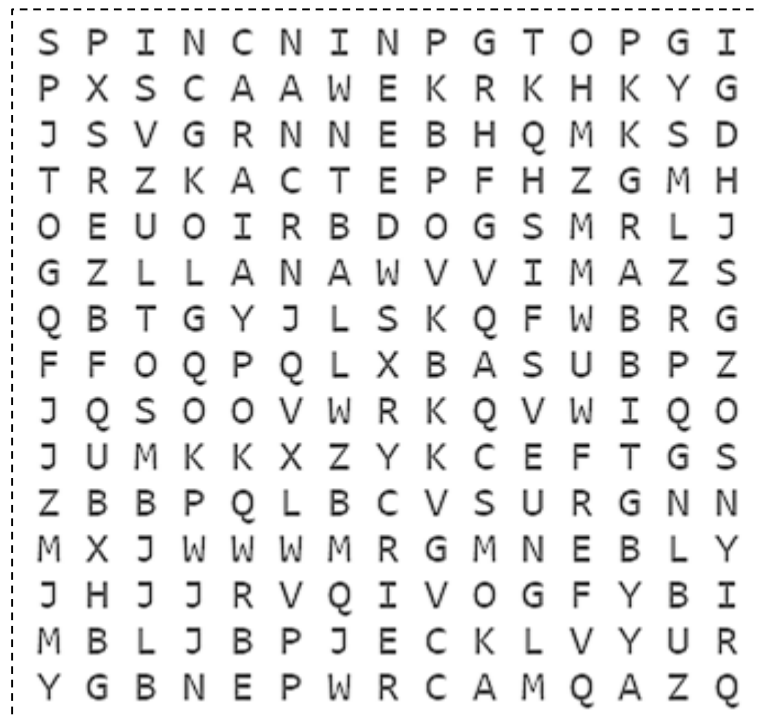 S P I N C N I N P G T O P G I
P X S C A A W E K R K H K Y G
J S V G R N N E B H Q M K S D
T R Z K A C T E P F H Z G M H
O E U O I R B D O G S M R L J
G Z L L A N A W V V I M A Z S
Q B T G Y J L S K Q F W B R G
F F O Q P Q L X B A S U B P Z
J Q S O O V W R K Q V W I Q O
J U M K K X Z Y K C E F T G S
Z B B P Q L B C V S U R G N N
M X J W W W M R G M N E B L Y
J H J J R V Q I V O G F Y B I
M B L J B P J E C K L V Y U R
Y G B N E P W R C A M Q A Z Q